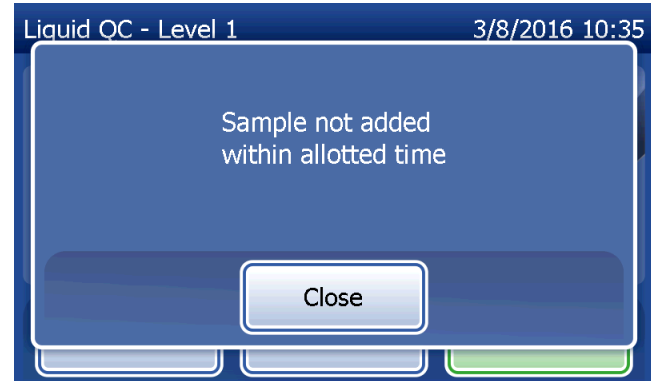 Liquid QC - Level 1 3/8/2016 10:35
Sample not added
within allotted time
Close